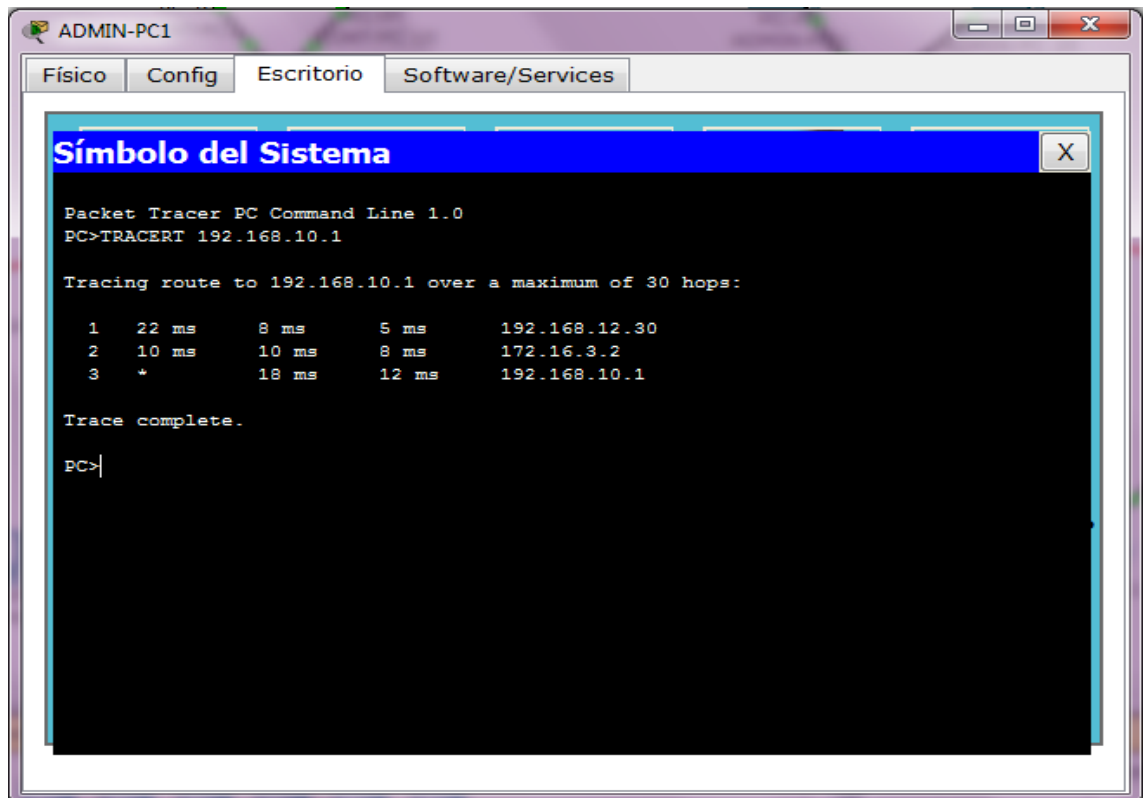 ADMIN-PC1
Físico Config Escritorio Software/Services
Símbolo del Sistema X
Packet Tracer PC Command Line 1.0
PC>TRACERT 192.168.10.1
Tracing route to 192.168.10.1 over a maximum of 30 hops:
1 22 ms 8 ms 5 ms 192.168.12.30
2 10 ms 10 ms 8 ms 172.16.3.2
3 * 18 ms 12 ms 192.168.10.1
Trace complete.
PC>